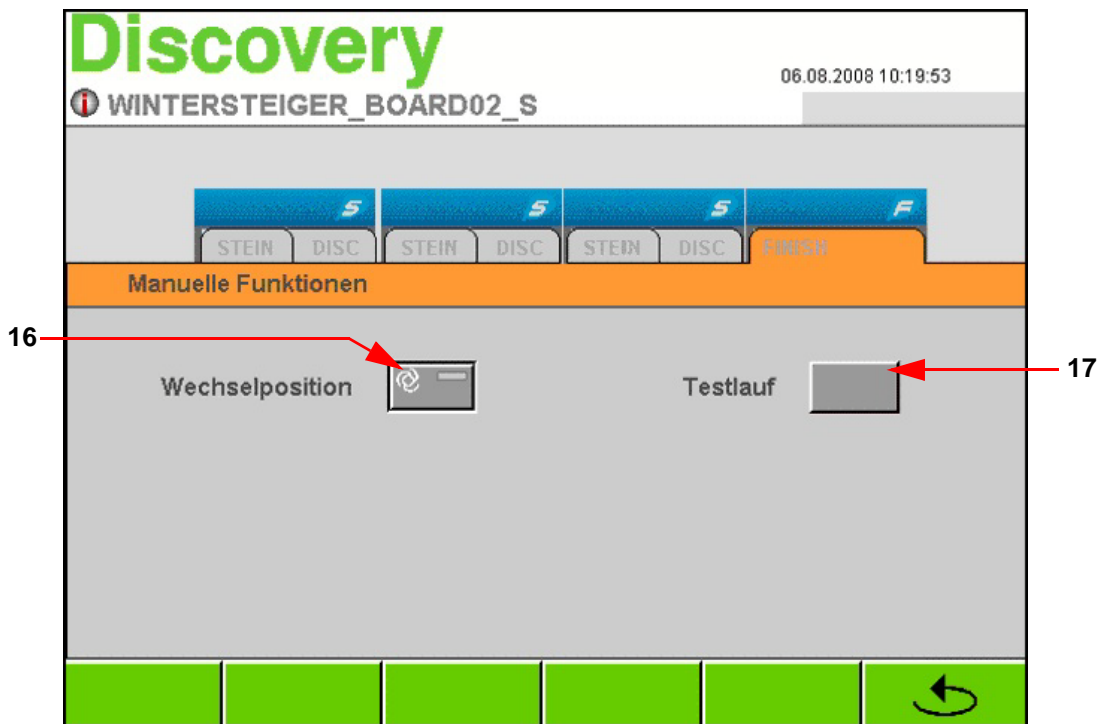 Discovery
06.08.2008 10:19:53
WINTERSTEIGER_BOARD02_S
S S S F
STEIN DISC STEIN DISC STEIN DISC FINISH
Manuelle Funktionen
16
17
Wechselposition Testlauf